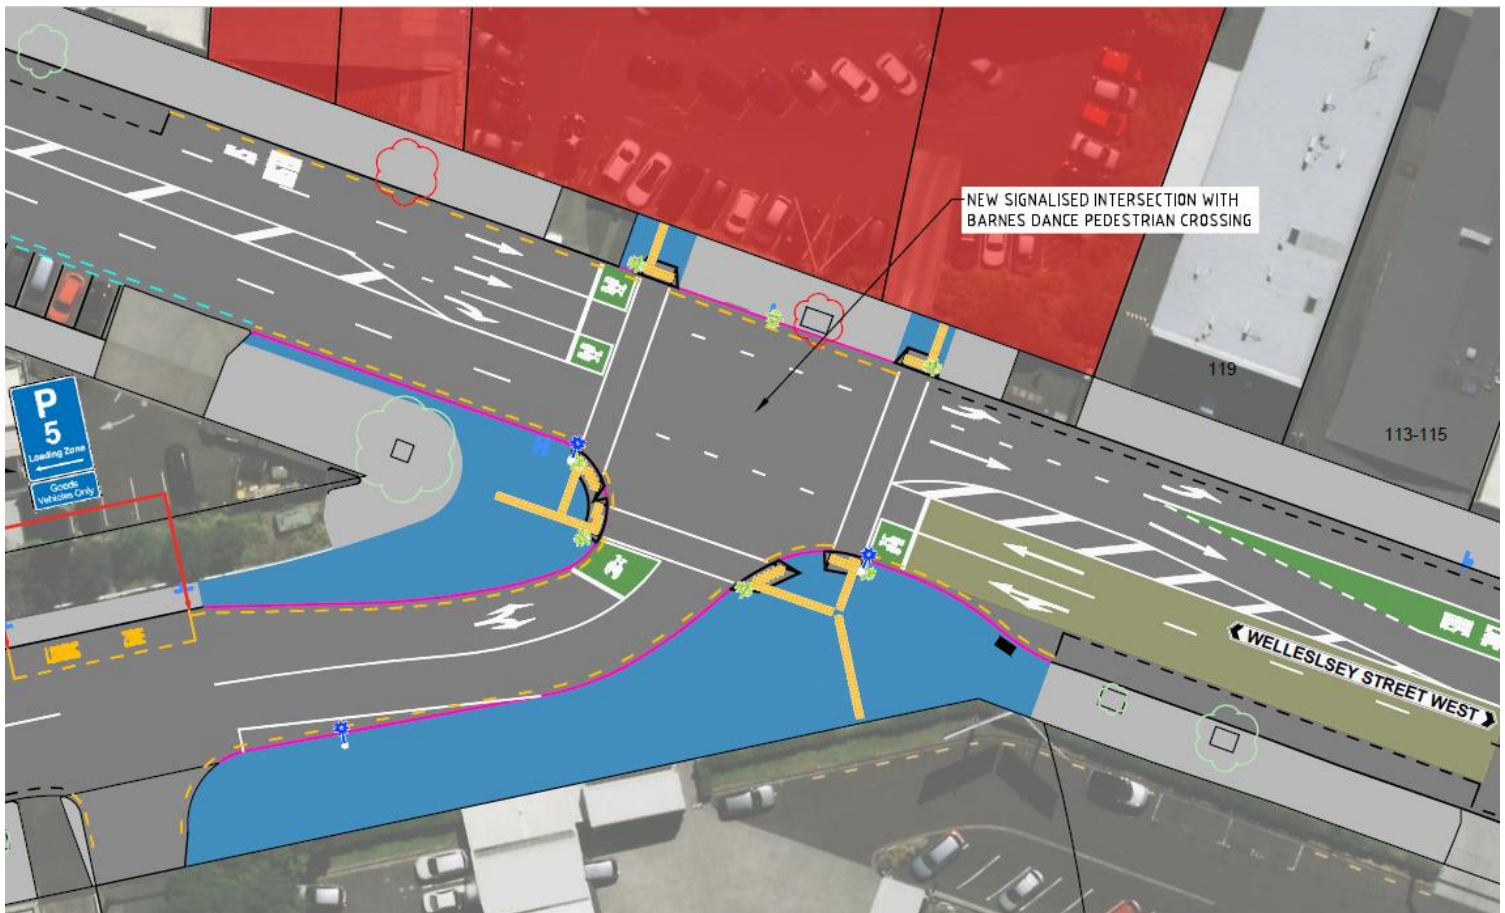 NEW SIGNALISED INTERSECTION WITH
BARNES DANCE PEDESTRIAN CROSSING
119
113-115
P
5
Loading Zone
Goods
Vehicles Only
WELLESLSEY STREET WEST